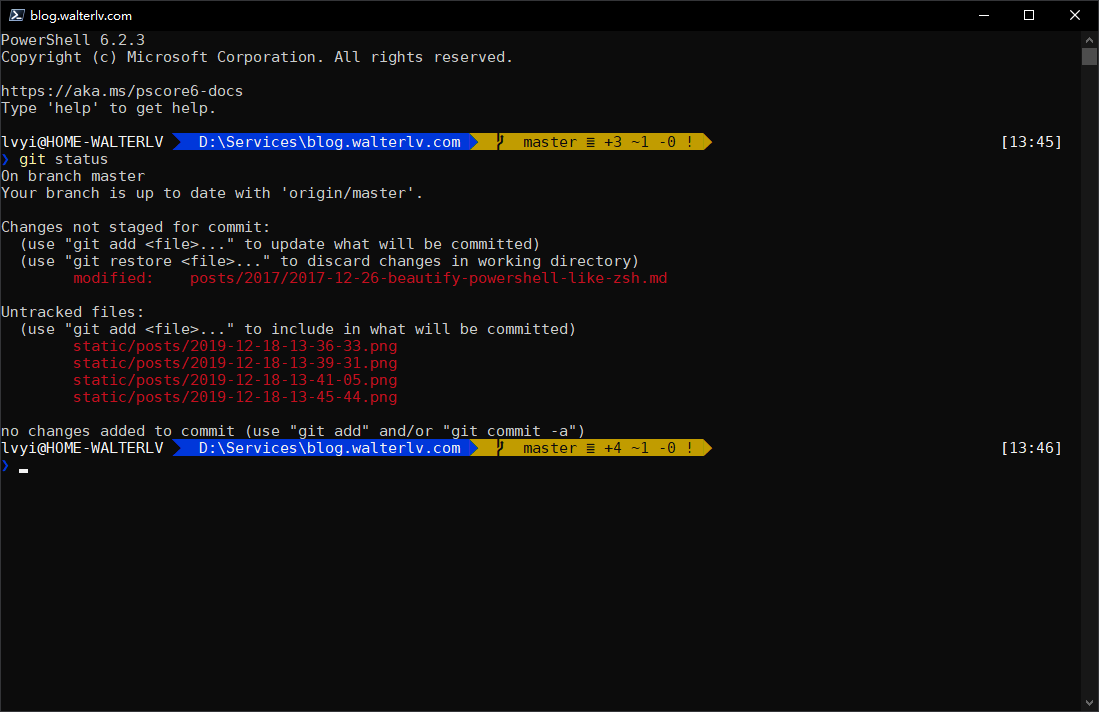 blog.walterlv.com
PowerShell 6.2.3
Copyright (c) Microsoft Corporation. All rights reserved.
https://aka.ms/pscore6-docs
Type 'help' to get help.
lvyi@HOME-WALTERLV D:\Services\blog.walterlv.com master ≡ +3 ~1 -0 ! [13:45]
❯ git status
On branch master
Your branch is up to date with 'origin/master'.
Changes not staged for commit:
(use "git add <file>..." to update what will be committed)
(use "git restore <file>..." to discard changes in working directory)
modified: posts/2017/2017-12-26-beautify-powershell-like-zsh.md
Untracked files:
(use "git add <file>..." to include in what will be committed)
static/posts/2019-12-18-13-36-33.png
static/posts/2019-12-18-13-39-31.png
static/posts/2019-12-18-13-41-05.png
static/posts/2019-12-18-13-45-44.png
no changes added to commit (use "git add" and/or "git commit -a")
lvyi@HOME-WALTERLV D:\Services\blog.walterlv.com master ≡ +4 ~1 -0 ! [13:46]
❯